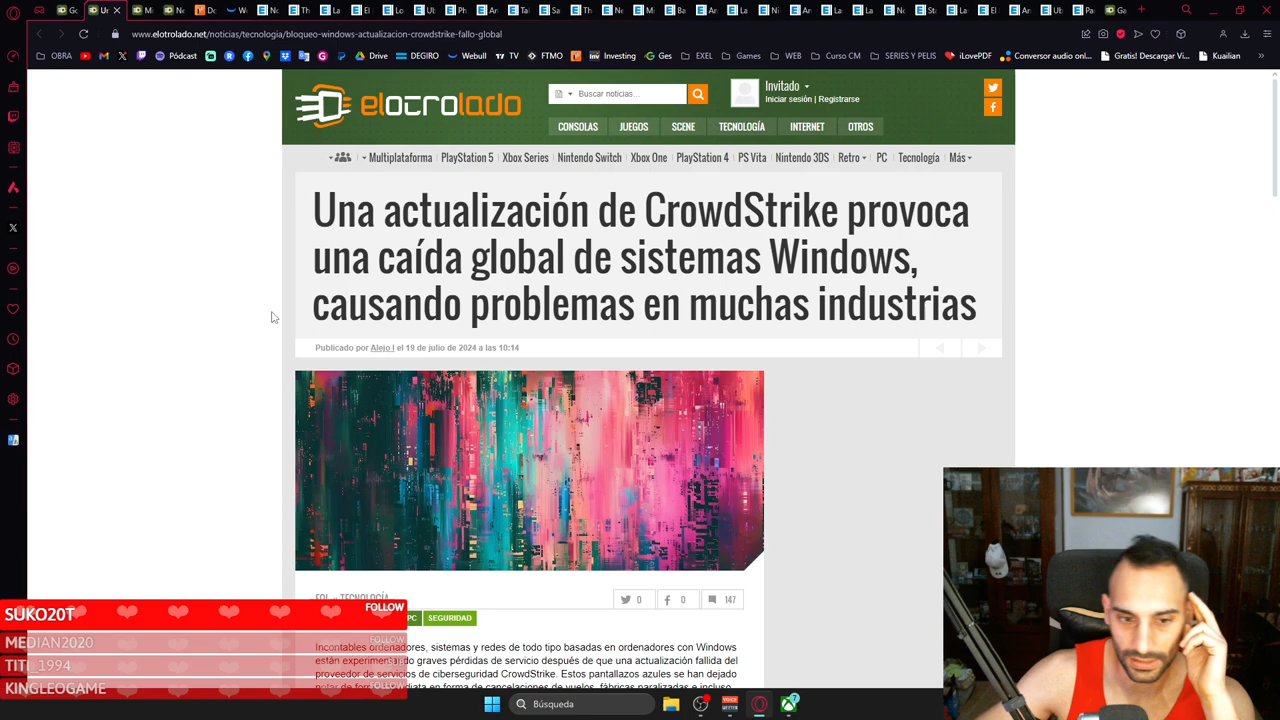 www.elotrolado.net/noticias/tecnologia/bloqueo-windows-actualizacion-crowdstrike-fallo-global
OBRA
Pódcast
Drive
DEGIRO
TV
FTMO
Investing
Ges
EXEL
Games
WEB
Curso CM
SERIES Y PELIS
iLovePDF
Conversor audio onl...
Gratis! Descargar Vi...
Kuailian
elotrolado
Buscar noticias...
Invitado
Iniciar sesión | Registrarse
CONSOLAS JUEGOS SCENE TECNOLOGÍA INTERNET OTROS
Multiplataforma PlayStation 5 Xbox Series Nintendo Switch Xbox One PlayStation 4 PS Vita Nintendo 3DS Retro PC Tecnología Más
Una actualización de CrowdStrike provoca
una caída global de sistemas Windows,
causando problemas en muchas industrias
Publicado por Alejo I el 19 de julio de 2024 a las 10:14
0 0 147
PC SEGURIDAD
Incontables ordenadores, sistemas y redes de todo tipo basadas en ordenadores con Windows
están experimentando graves pérdidas de servicio después de que una actualización fallida del
proveedor de servicios de ciberseguridad CrowdStrike. Estos pantallazos azules se han dejado
SUKO20T FOLLOW
MEDIAN2020 FOLLOW
TITI_1994
KINGLEOGAME FOLLOW
Búsqueda